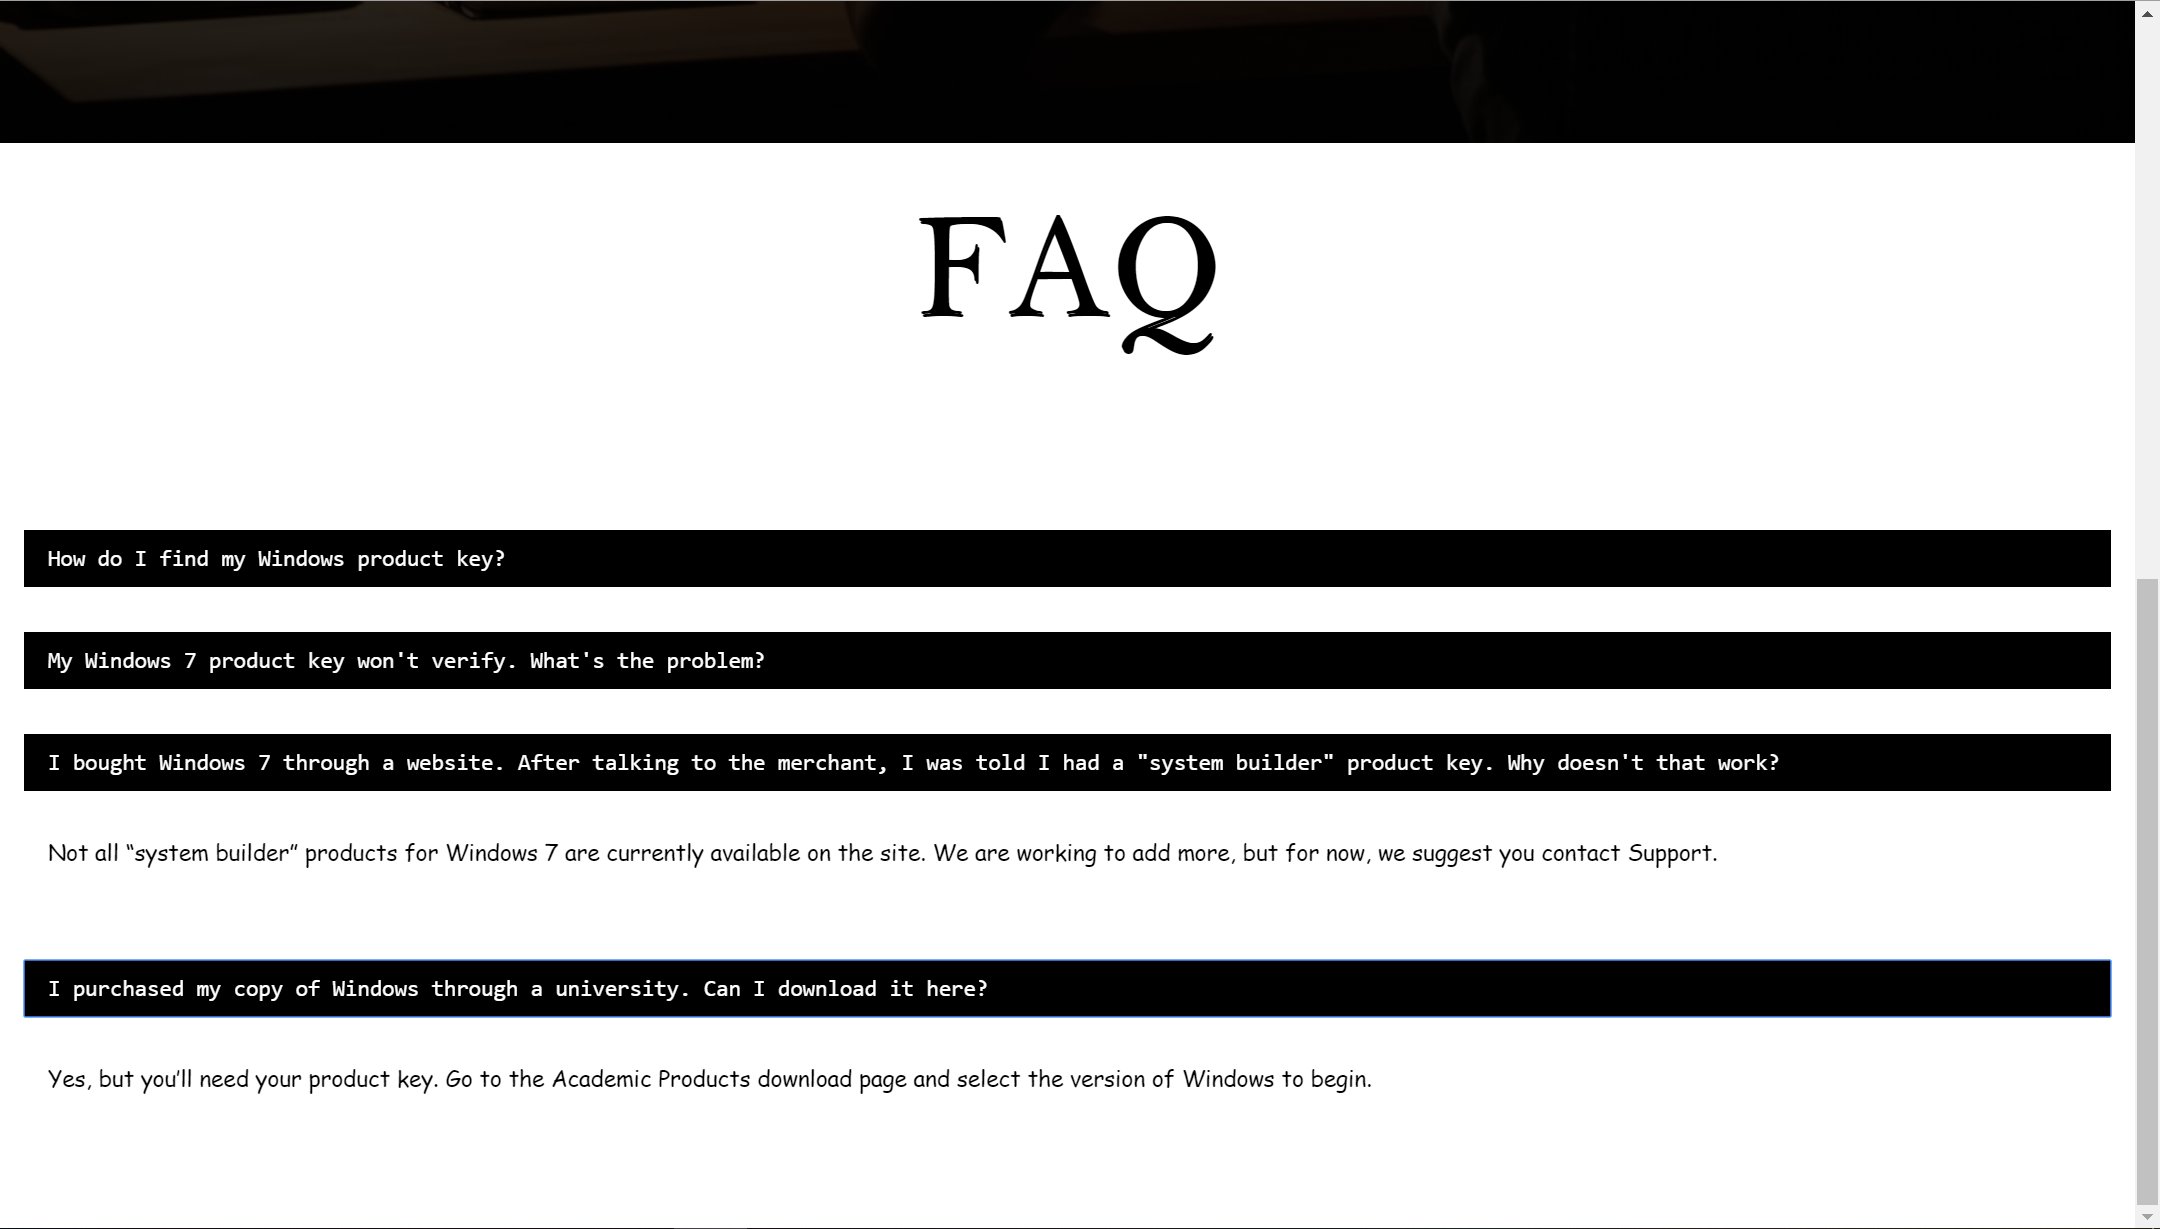 FAQ
How do I find my Windows product key?
My Windows 7 product key won't verify. What's the problem?
I bought Windows 7 through a website. After talking to the merchant, I was told I had a "system builder" product key. Why doesn't that work?
Not all “system builder” products for Windows 7 are currently available on the site. We are working to add more, but for now, we suggest you contact Support.
I purchased my copy of Windows through a university. Can I download it here?
Yes, but you’ll need your product key. Go to the Academic Products download page and select the version of Windows to begin.